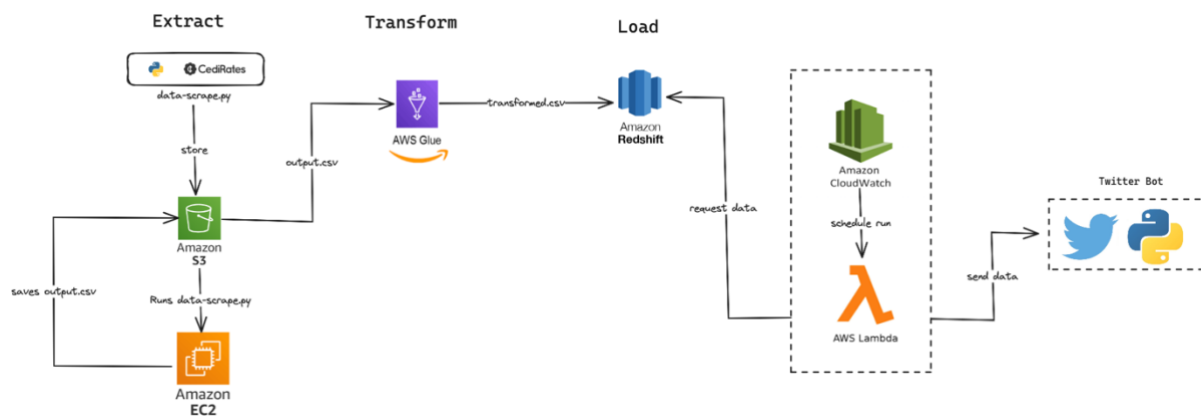 Extract
Transform
Load
CediRates
data-scrape.py
store
Amazon
S3
saves output.csv
Runs data-scrape.py
Amazon
EC2
output.csv
AWS Glue
transformed.csv
Amazon
Redshift
request data
Amazon
CloudWatch
schedule run
AWS Lambda
send data
Twitter Bot